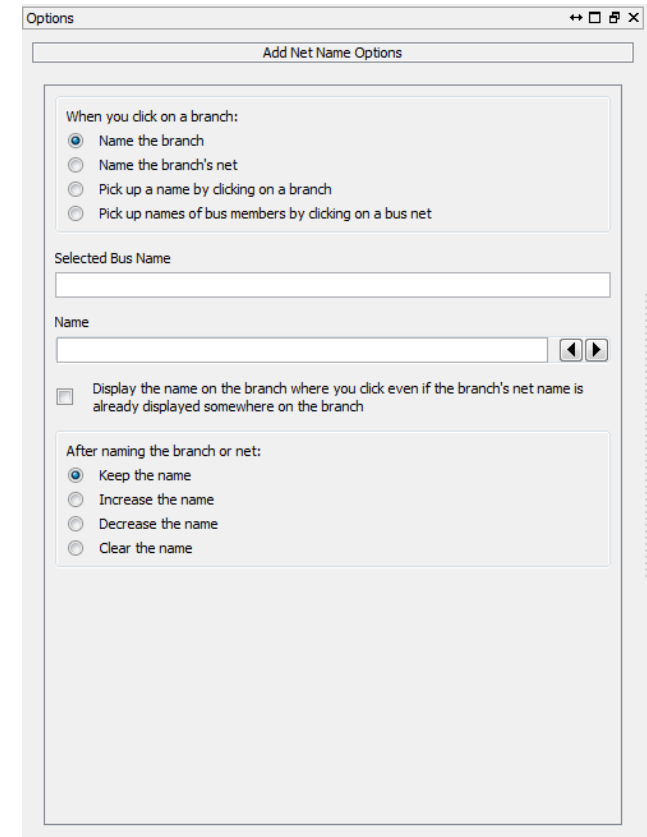 Options
Add Net Name Options
When you click on a branch:
Name the branch
Name the branch's net
Pick up a name by clicking on a branch
Pick up names of bus members by clicking on a bus net
Selected Bus Name
Name
Display the name on the branch where you click even if the branch's net name is
already displayed somewhere on the branch
After naming the branch or net:
Keep the name
Increase the name
Decrease the name
Clear the name